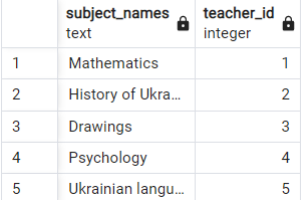 subject_names teacher_id
text integer
1 Mathematics 1
2 History of Ukra... 2
3 Drawings 3
4 Psychology 4
5 Ukrainian langu... 5